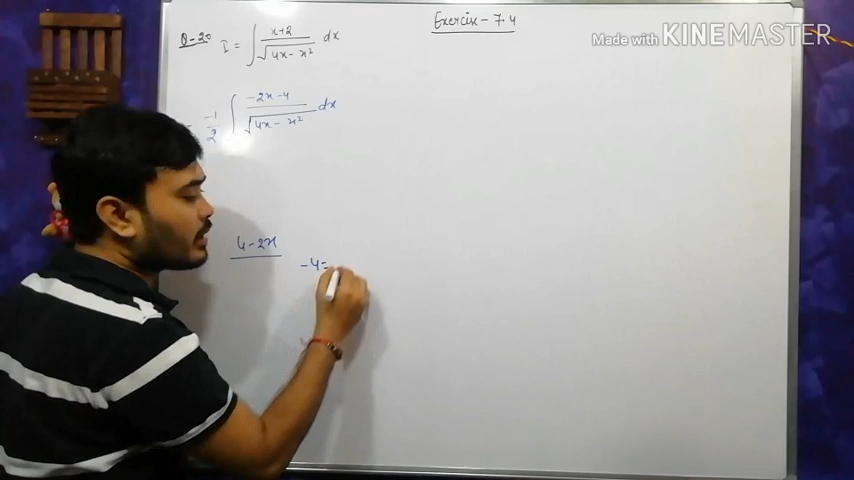 Exercise - 7.4
Made with KINEMASTER
Q-20 I = ∫ x+2 / √4x-x² dx
-1/2 ∫ -2x-4 / √4x-x² dx
4-2x
-4=